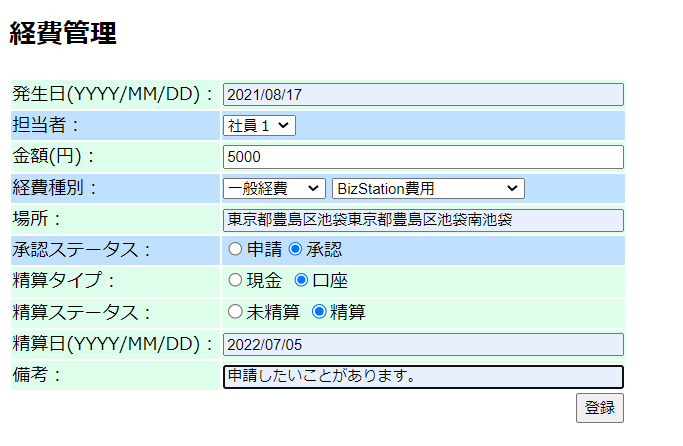 経費管理
発生日(YYYY/MM/DD)： 2021/08/17
担当者： 社員１
金額(円)： 5000
経費種別： 一般経費 BizStation費用
場所： 東京都豊島区池袋東京都豊島区池袋南池袋
承認ステータス： 申請 承認
精算タイプ： 現金 口座
精算ステータス： 未精算 精算
精算日(YYYY/MM/DD)： 2022/07/05
備考： 申請したいことがあります。
登録